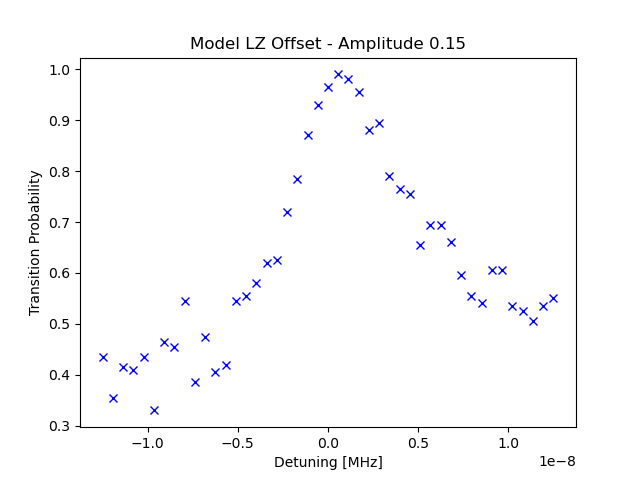 Model LZ Offset - Amplitude 0.15
1.0
0.9
0.8
0.7
0.6
0.5
0.4
0.3
Transition Probability
−1.0 −0.5 0.0 0.5 1.0
1e−8
Detuning [MHz]